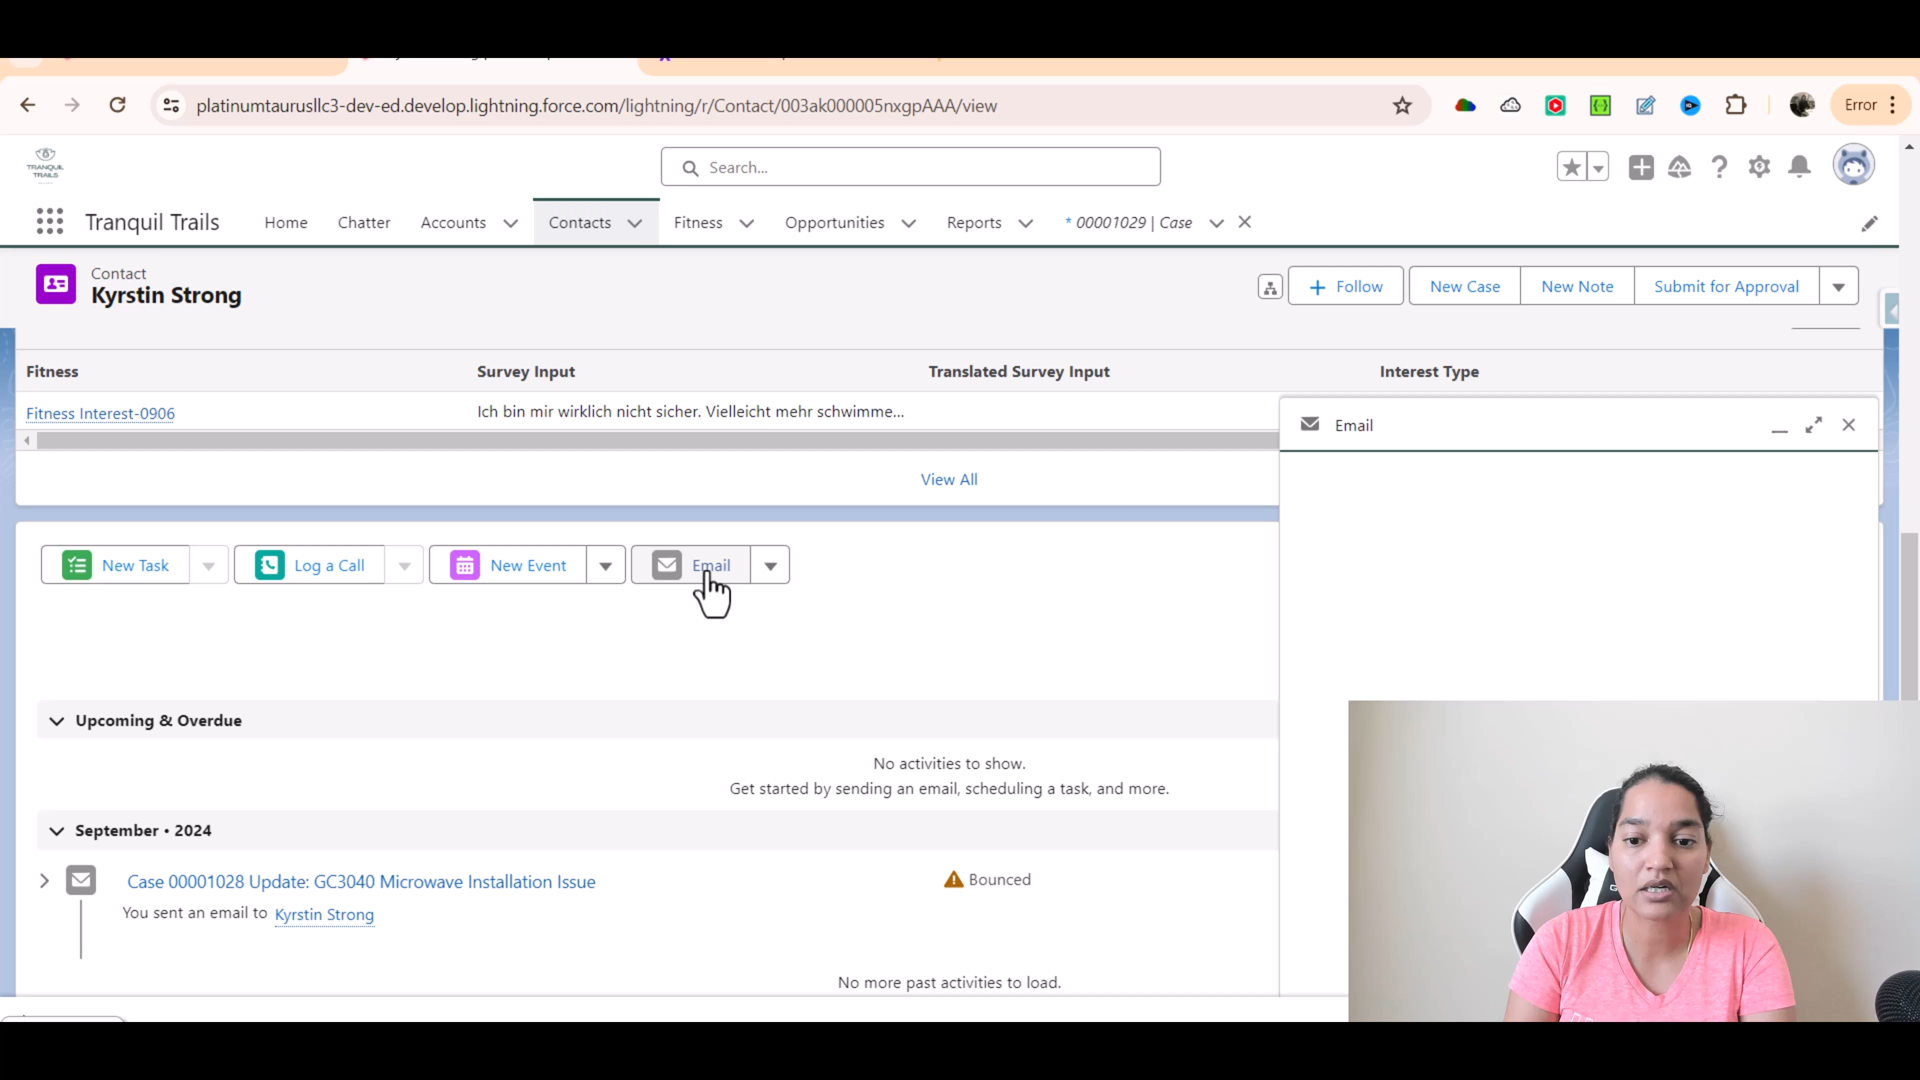 platinumtaurusllc3-dev-ed.develop.lightning.force.com/lightning/r/Contact/003ak000005nxgpAAA/view
Error
TRANQUIL
TRAILS
Search...
Tranquil Trails
Home
Chatter
Accounts
Contacts
Fitness
Opportunities
Reports
* 00001029 | Case
Contact
Kyrstin Strong
Follow
New Case
New Note
Submit for Approval
Fitness
Survey Input
Translated Survey Input
Interest Type
Fitness Interest-0906
Ich bin mir wirklich nicht sicher. Vielleicht mehr schwimme...
Email
View All
New Task
Log a Call
New Event
Email
Upcoming & Overdue
No activities to show.
Get started by sending an email, scheduling a task, and more.
September • 2024
Case 00001028 Update: GC3040 Microwave Installation Issue
Bounced
You sent an email to Kyrstin Strong
No more past activities to load.